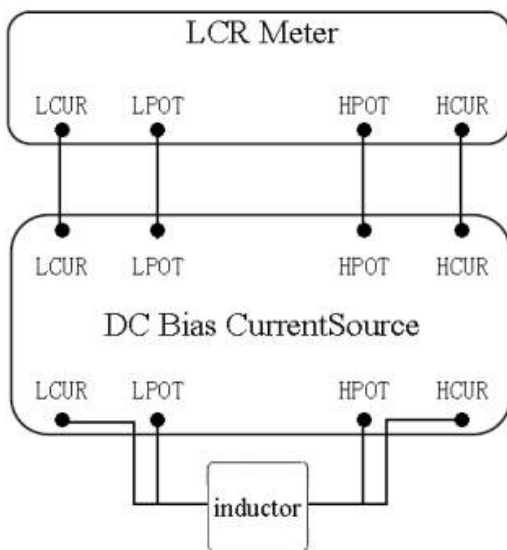 LCR Meter
LCUR LPOT HPOT HCUR
LCUR LPOT HPOT HCUR
DC Bias CurrentSource
LCUR LPOT HPOT HCUR
inductor